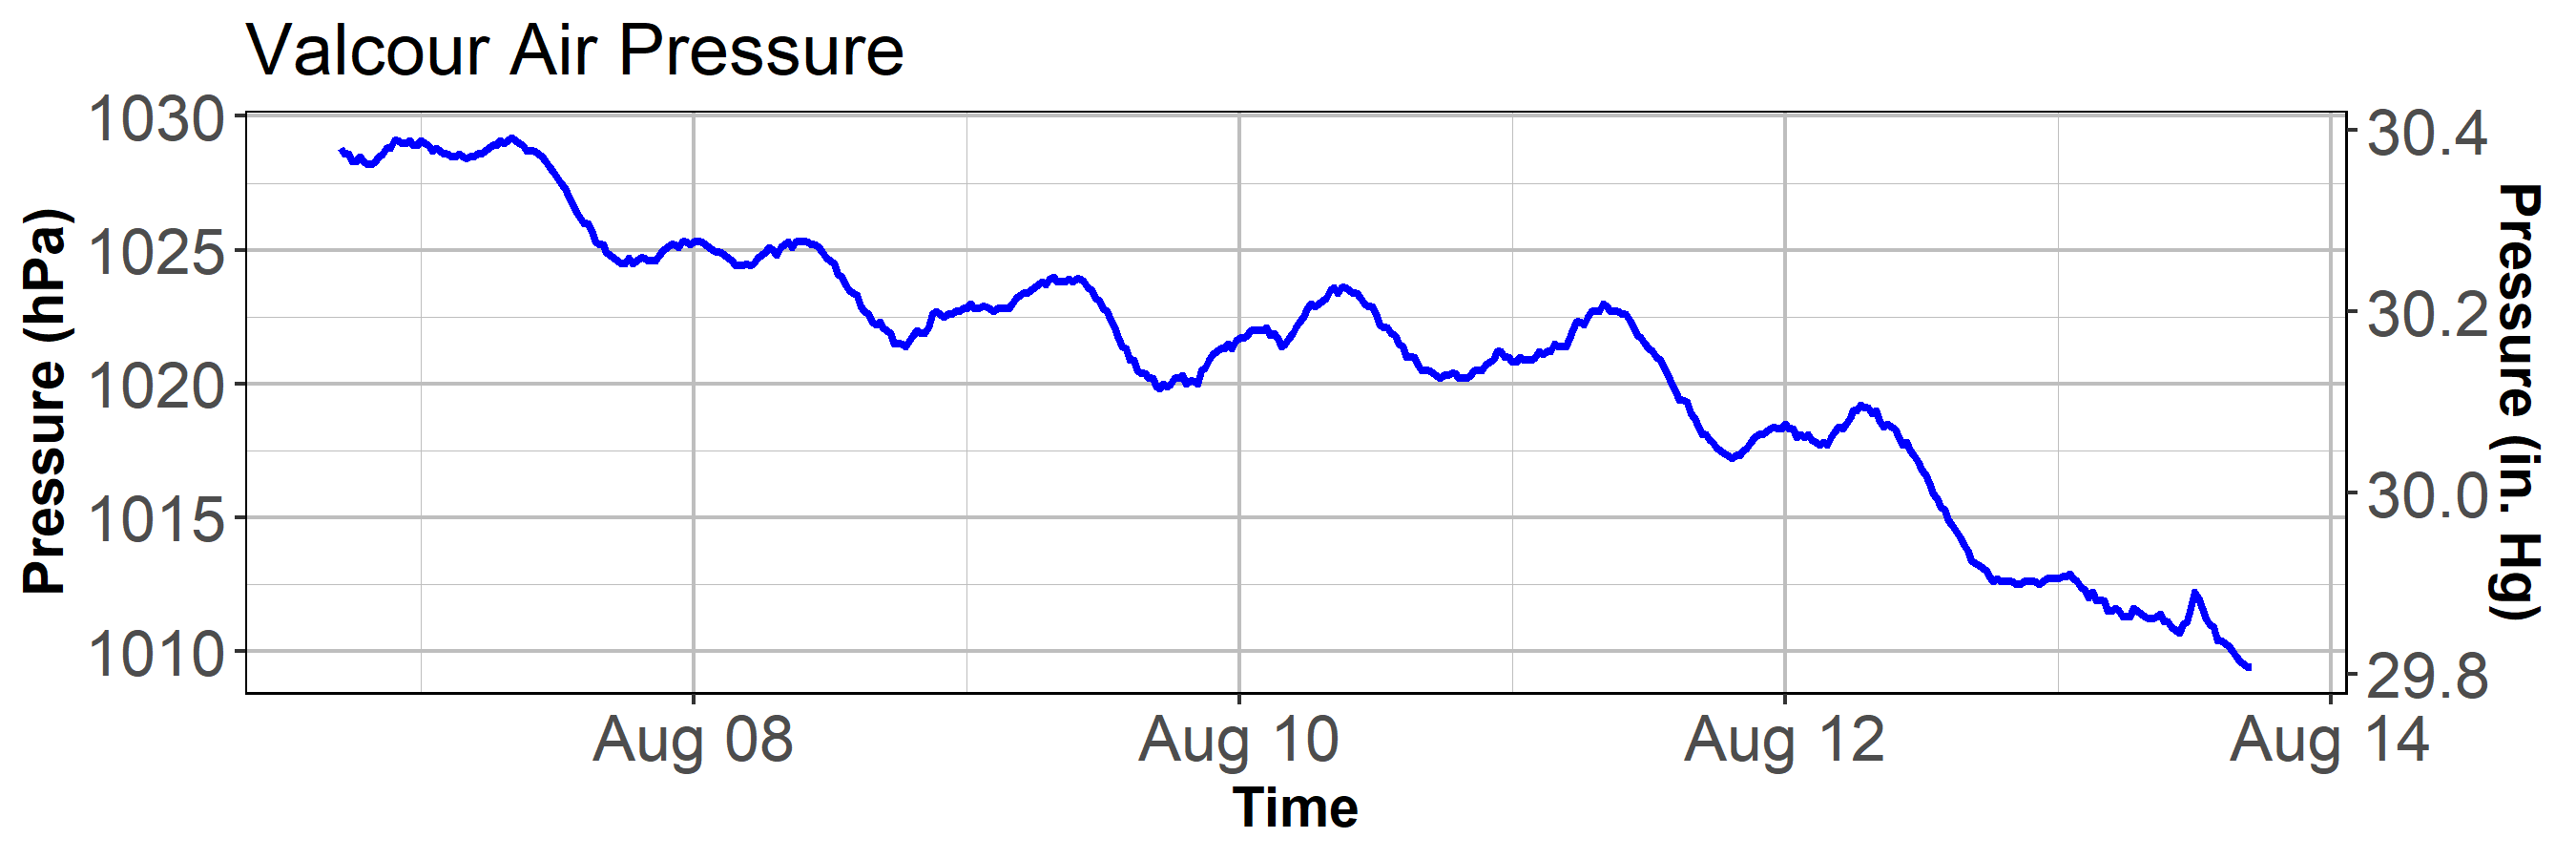 Valcour Air Pressure
1030
1025
1020
1015
1010
Pressure (hPa)
30.4
30.2
30.0
29.8
Pressure (in. Hg)
Aug 08
Aug 10
Aug 12
Aug 14
Time